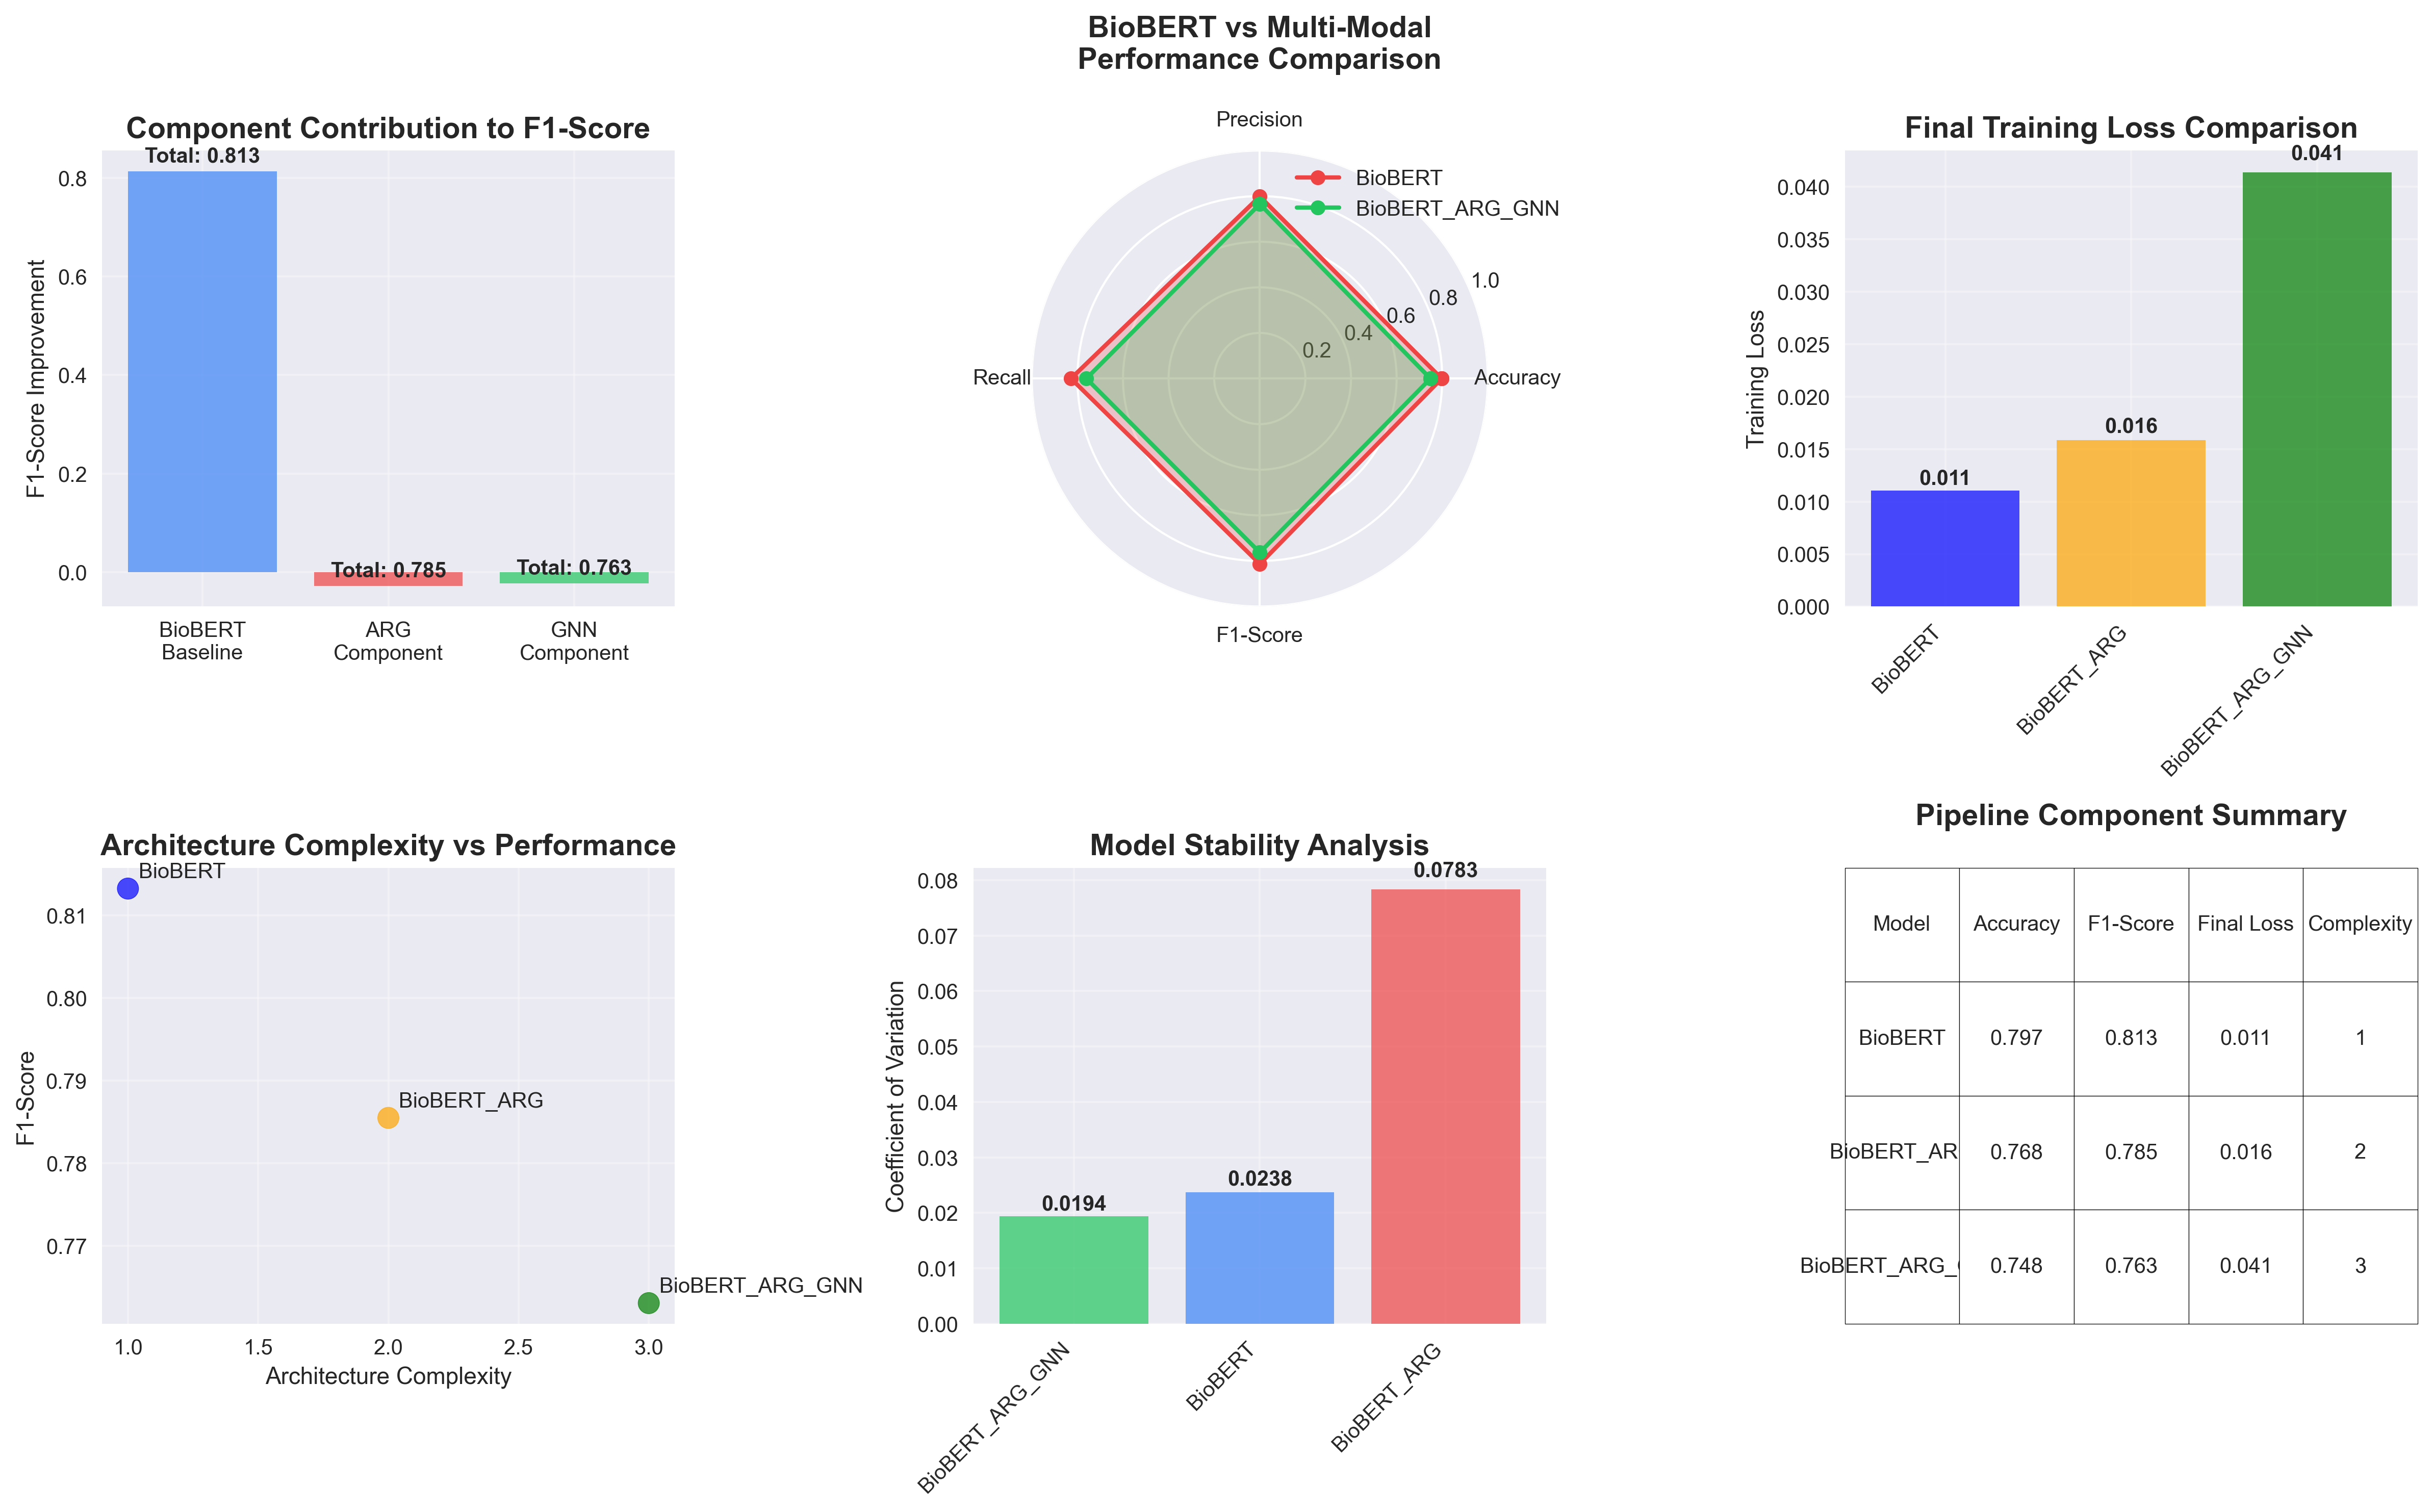 BioBERT vs Multi-Modal
Performance Comparison
Component Contribution to F1-Score
Total: 0.813
0.8
0.6
0.4
0.2
0.0
F1-Score Improvement
Total: 0.785
Total: 0.763
BioBERT
Baseline
ARG
Component
GNN
Component
Precision
BioBERT
BioBERT_ARG_GNN
1.0
0.8
0.6
0.4
0.2
Recall
Accuracy
F1-Score
Final Training Loss Comparison
0.041
0.040
0.035
0.030
0.025
0.020
0.015
0.010
0.005
0.000
Training Loss
0.016
0.011
BioBERT
BioBERT_ARG
BioBERT_ARG_GNN
Architecture Complexity vs Performance
BioBERT
0.81
0.80
0.79
0.78
0.77
F1-Score
BioBERT_ARG
BioBERT_ARG_GNN
1.0 1.5 2.0 2.5 3.0
Architecture Complexity
Model Stability Analysis
0.0783
0.08
0.07
0.06
0.05
0.04
0.03
0.02
0.01
0.00
Coefficient of Variation
0.0194
0.0238
BioBERT_ARG_GNN
BioBERT
BioBERT_ARG
Pipeline Component Summary
Model Accuracy F1-Score Final Loss Complexity
BioBERT 0.797 0.813 0.011 1
BioBERT_AR 0.768 0.785 0.016 2
BioBERT_ARG_ 0.748 0.763 0.041 3